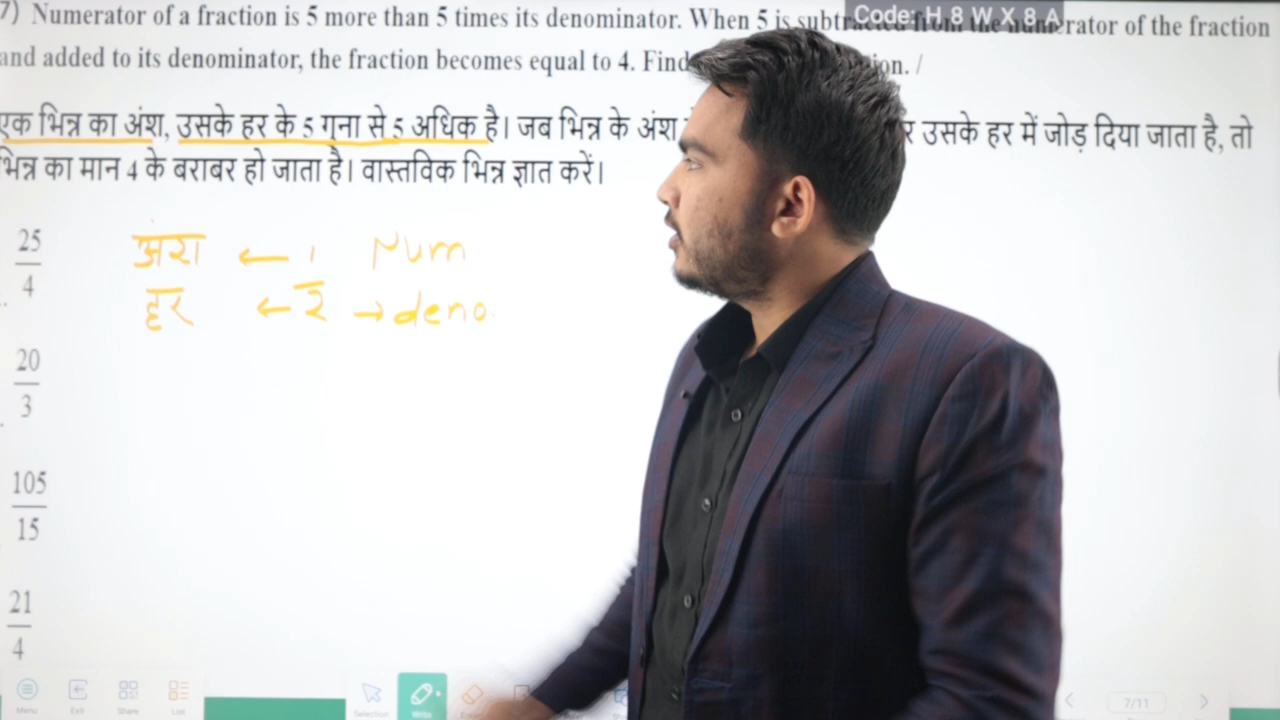 7) Numerator of a fraction is 5 more than 5 times its denominator. When 5 is subtracted from the numerator of the fraction
Code: H 8 W X 8 A
and added to its denominator, the fraction becomes equal to 4. Find ion. /
एक भिन्न का अंश, उसके हर के 5 गुना से 5 अधिक है। जब भिन्न के अंश र उसके हर में जोड़ दिया जाता है, तो
भिन्न का मान 4 के बराबर हो जाता है। वास्तविक भिन्न ज्ञात करें।
25
4
अंश ← 1 Num
हर ← 2 → deno.
20
3
105
15
21
4
Menu Exit Share List Selection Write 7/11